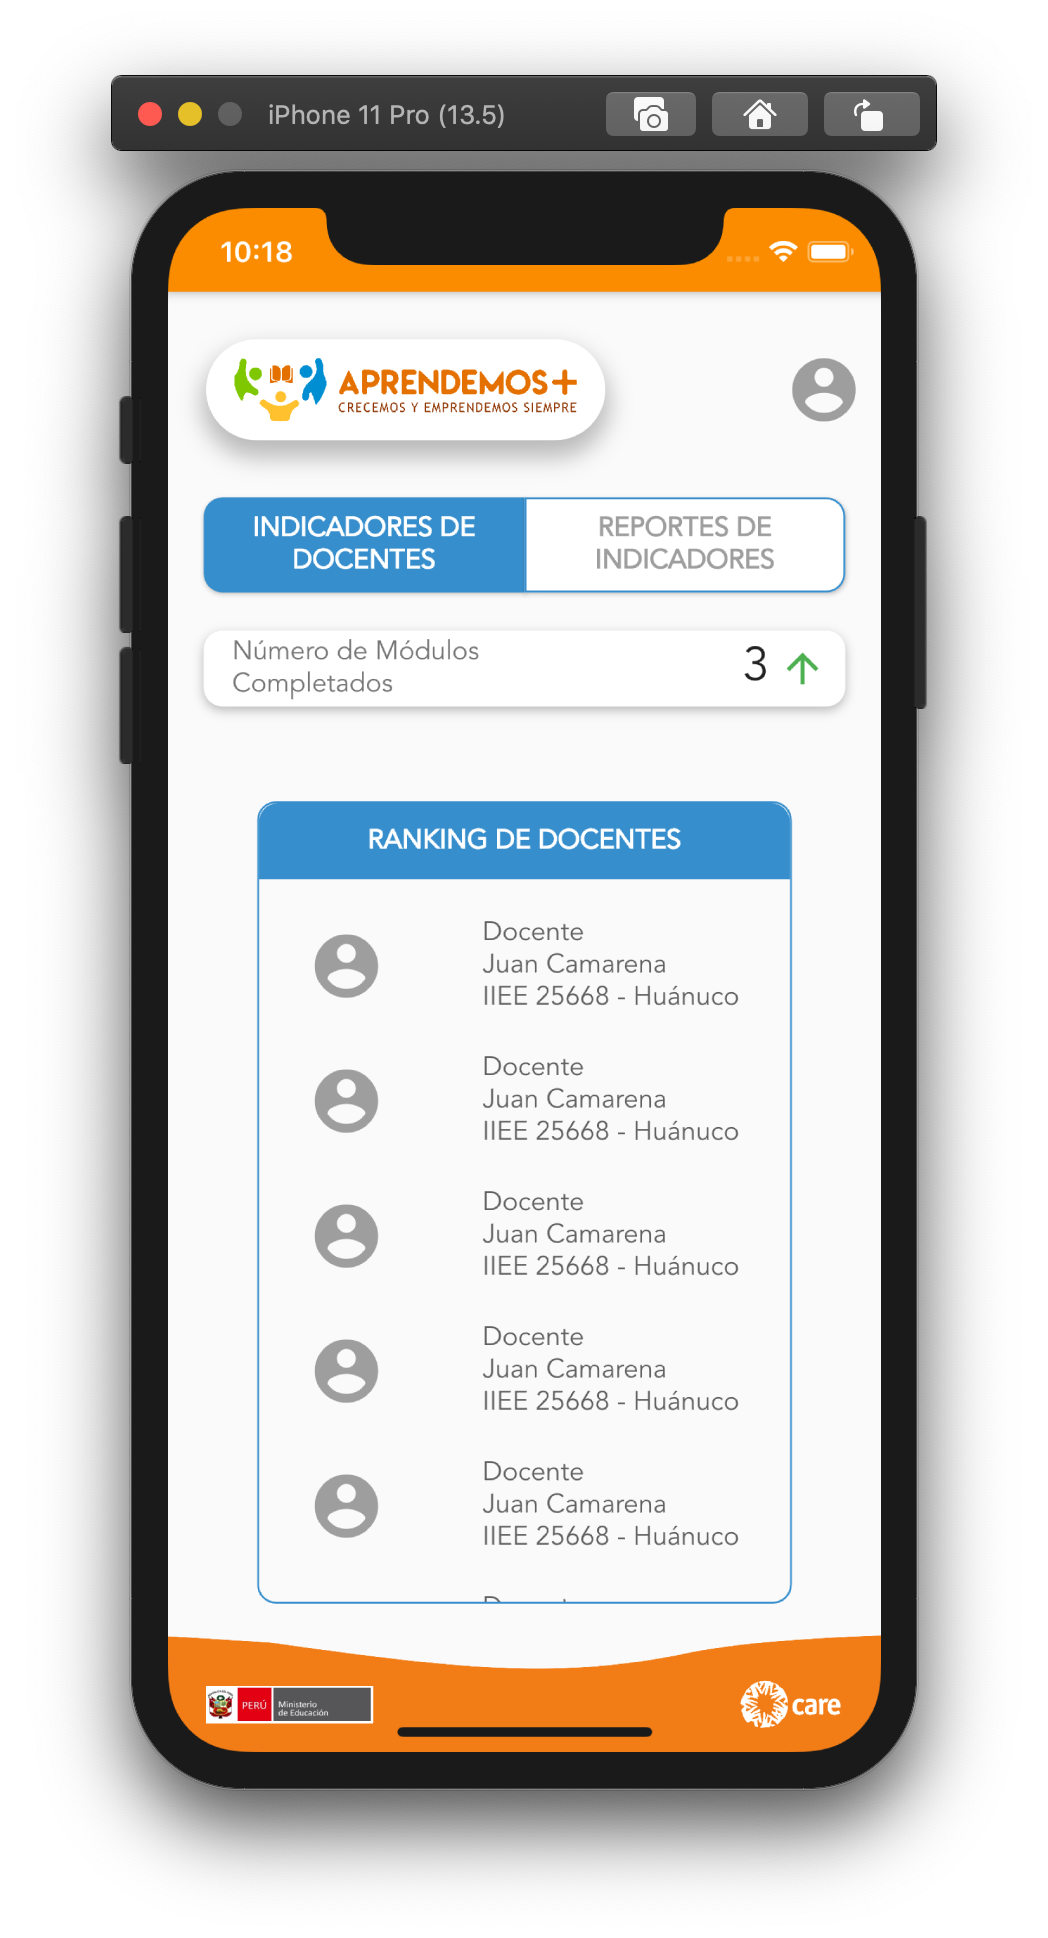 iPhone 11 Pro (13.5)
10:18
APRENDEMOS+
CRECEMOS Y EMPRENDEMOS SIEMPRE
INDICADORES DE
DOCENTES
REPORTES DE
INDICADORES
Número de Módulos
Completados
3
RANKING DE DOCENTES
Docente
Juan Camarena
IIEE 25668 - Huánuco
Docente
Juan Camarena
IIEE 25668 - Huánuco
Docente
Juan Camarena
IIEE 25668 - Huánuco
Docente
Juan Camarena
IIEE 25668 - Huánuco
Docente
Juan Camarena
IIEE 25668 - Huánuco
PERÚ
Ministerio
de Educación
care